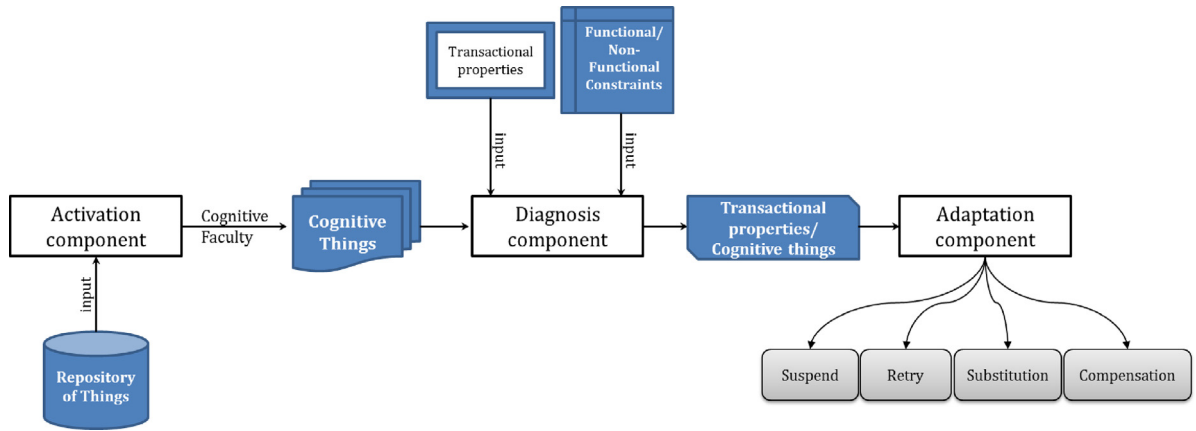 Transactional
properties
Functional/
Non-
Functional
Constraints
input
input
Activation
component
Cognitive
Faculty
Cognitive
Things
Diagnosis
component
Transactional
properties/
Cognitive things
Adaptation
component
input
Repository
of Things
Suspend
Retry
Substitution
Compensation